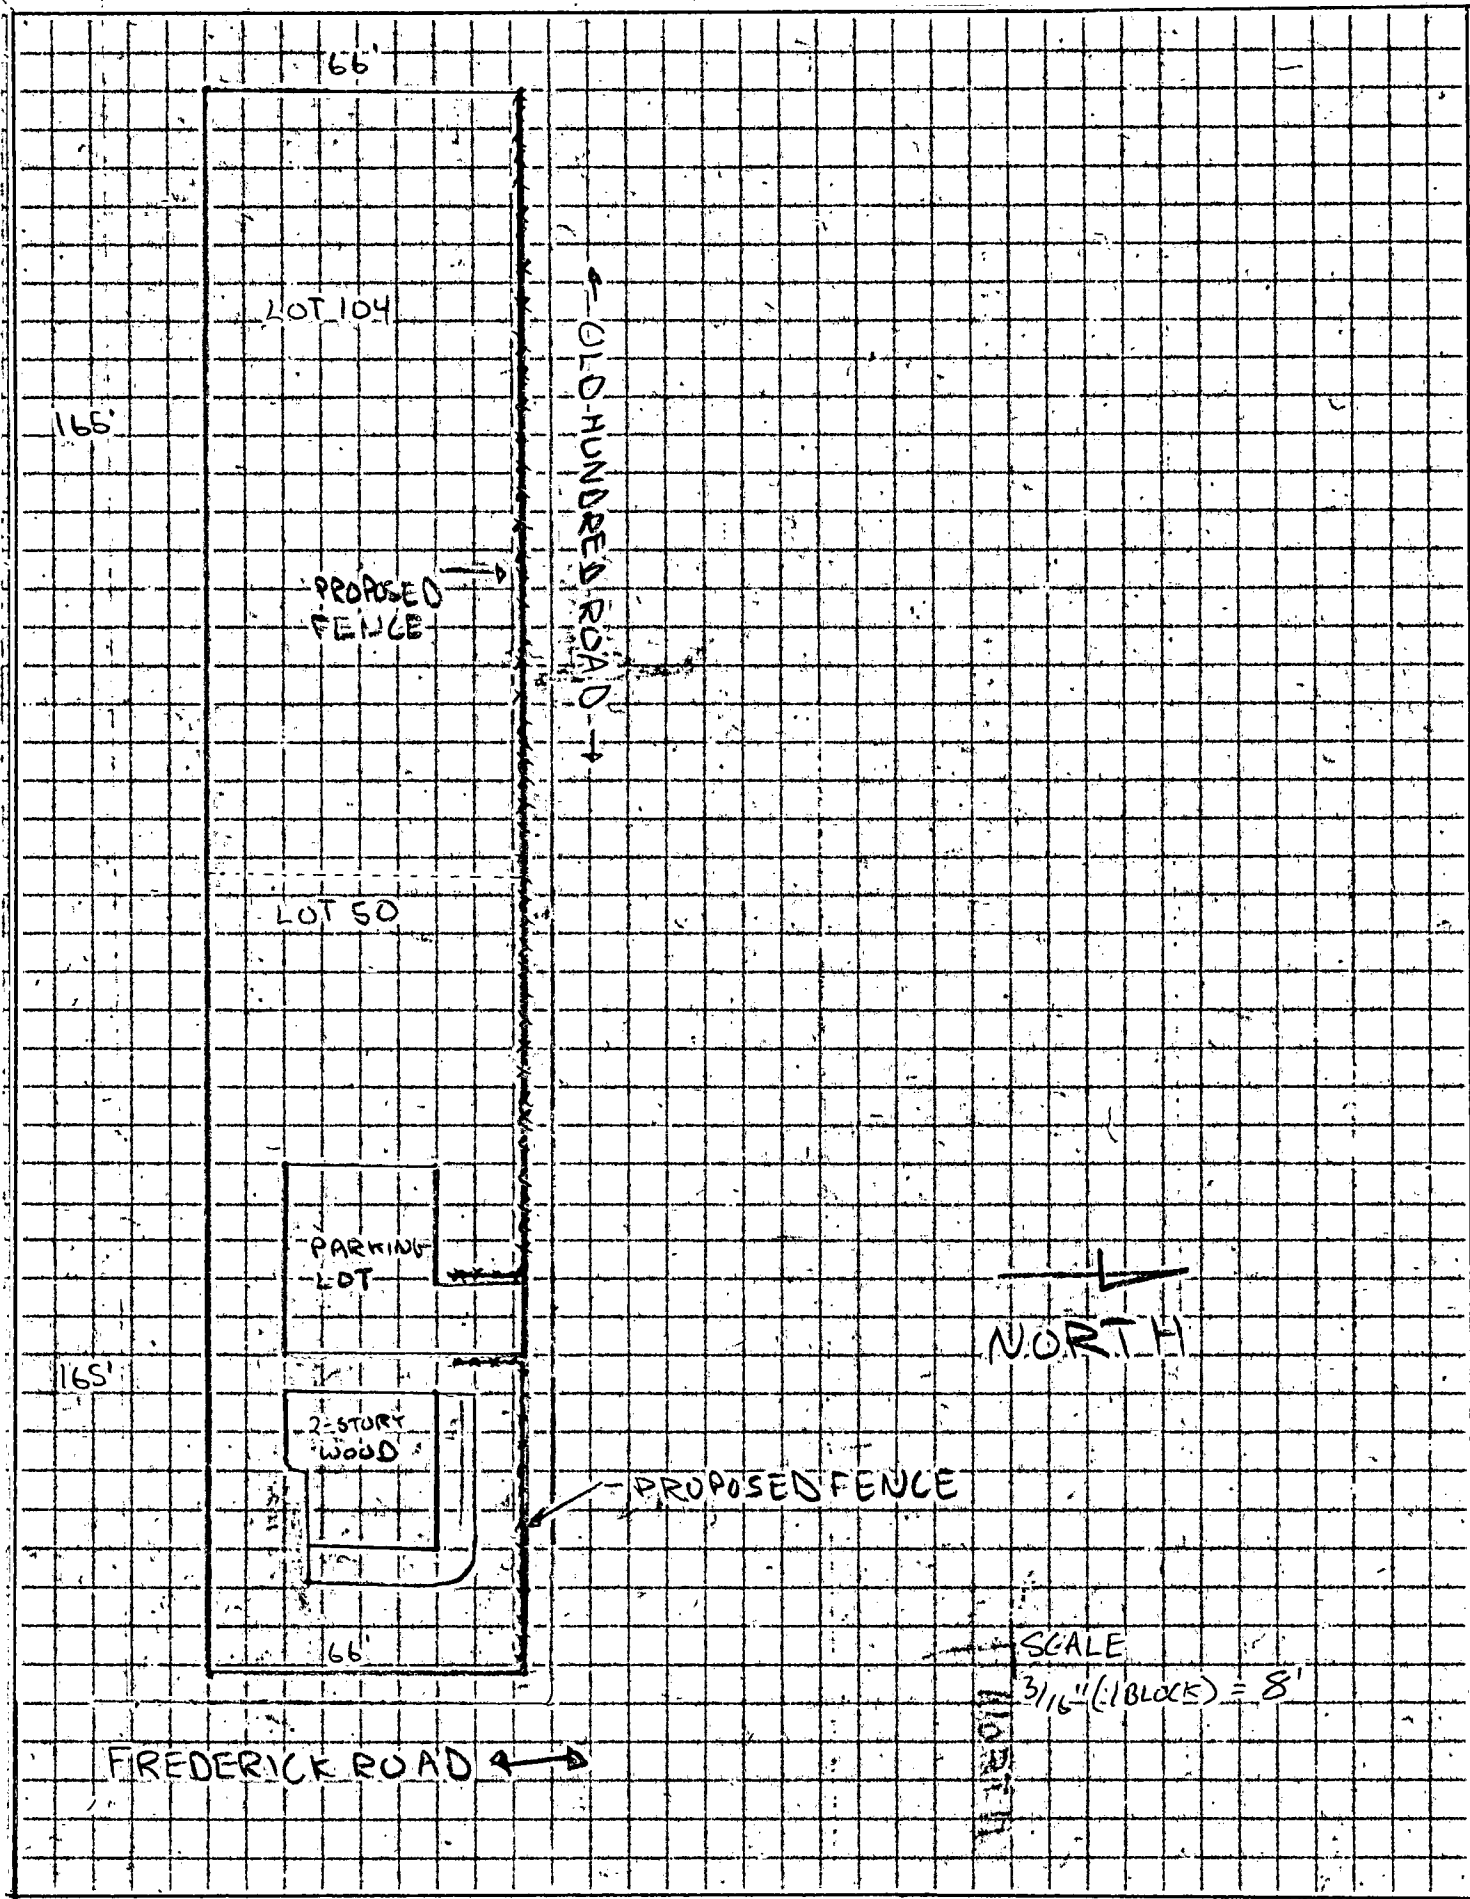 66'
LOT 104
165'
OLD HUNDRED ROAD
PROPOSED
FENCE
LOT 50
PARKING
LOT
NORTH
165'
2-STORY
WOOD
PROPOSED FENCE
66'
SCALE
3/16" (1 BLOCK) = 8'
NORTH
FREDERICK ROAD